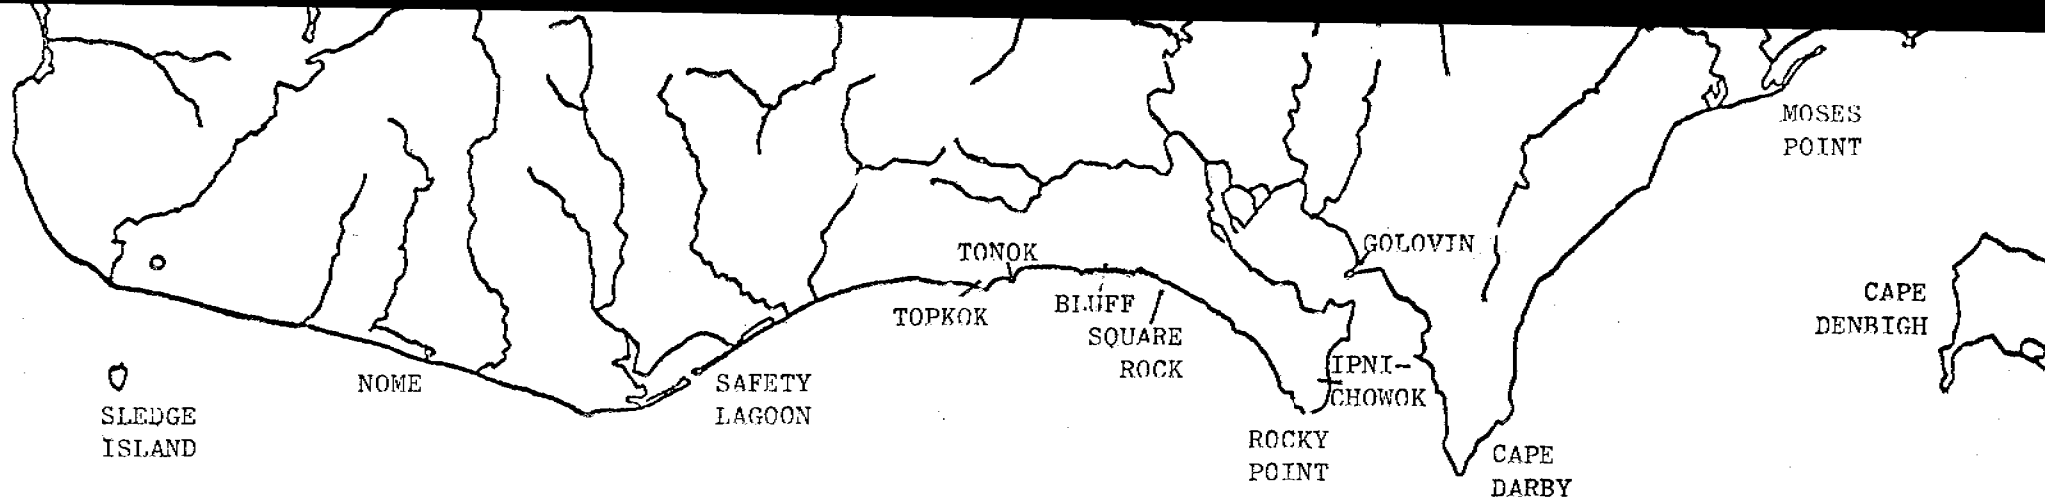 MOSES
POINT
TONOK
GOLOVIN
CAPE
DENBIGH
TOPKOK
BLUFF
SQUARE
ROCK
IPNI-
CHOWOK
NOME
SAFETY
LAGOON
SLEDGE
ISLAND
ROCKY
POINT
CAPE
DARBY